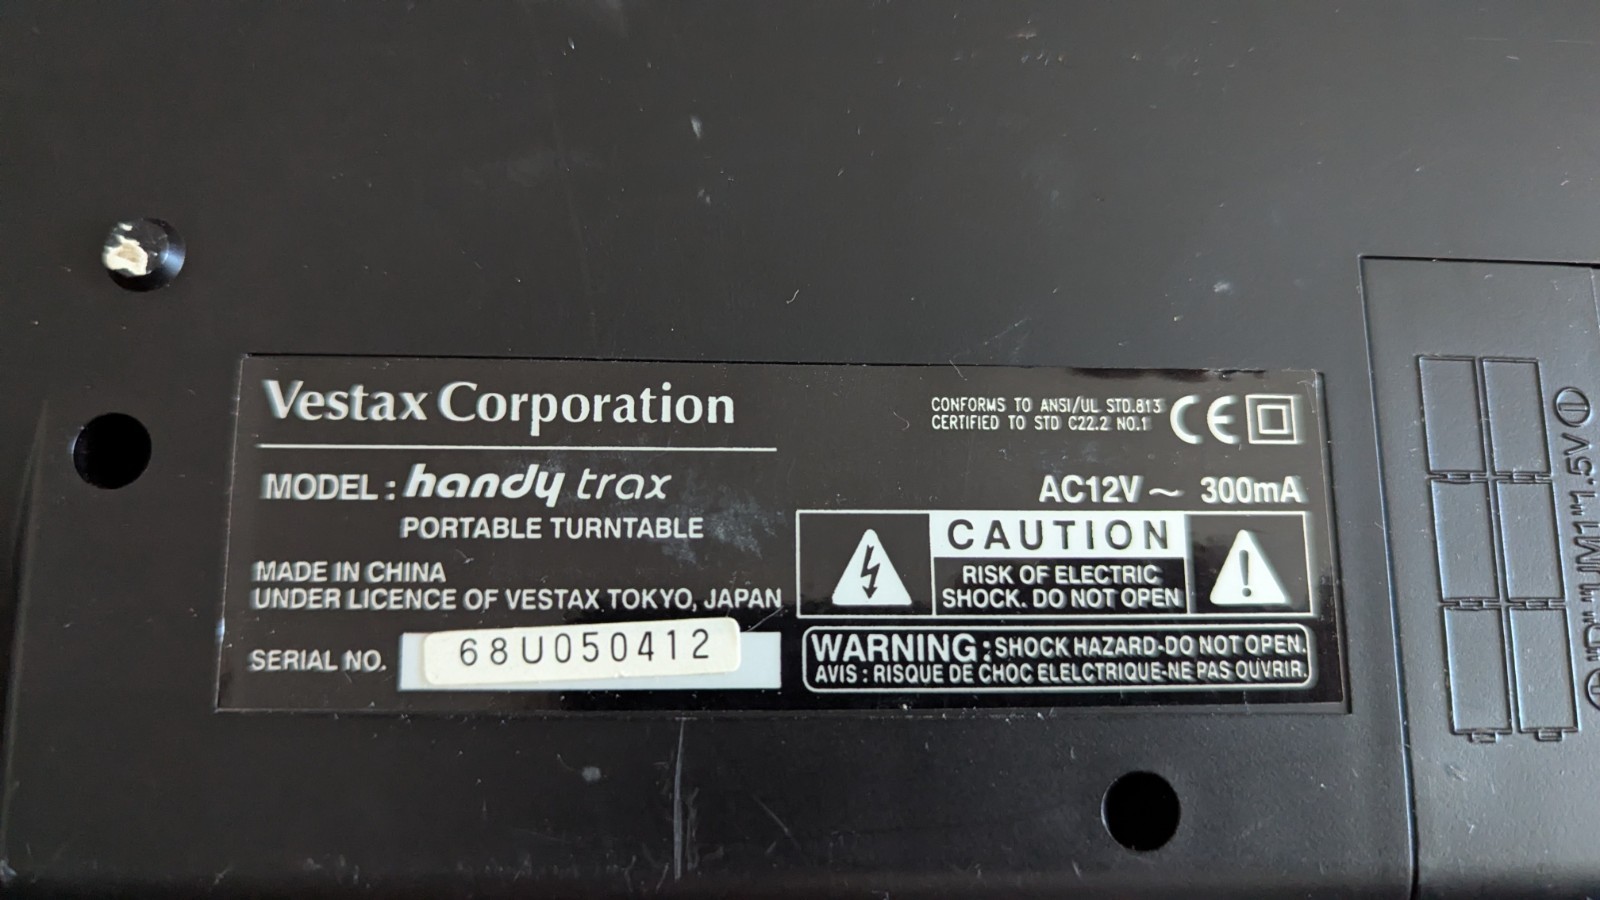 Vestax Corporation
MODEL : handy trax
PORTABLE TURNTABLE
MADE IN CHINA
UNDER LICENCE OF VESTAX TOKYO, JAPAN
SERIAL NO. 68U050412
CONFORMS TO ANSI/UL STD.813
CERTIFIED TO STD C22.2 NO.1
CE
AC12V ~ 300mA
CAUTION
RISK OF ELECTRIC
SHOCK. DO NOT OPEN
WARNING : SHOCK HAZARD-DO NOT OPEN.
AVIS : RISQUE DE CHOC ELELCTRIQUE-NE PAS OUVRIR.
"D" "UM1" 1.5V